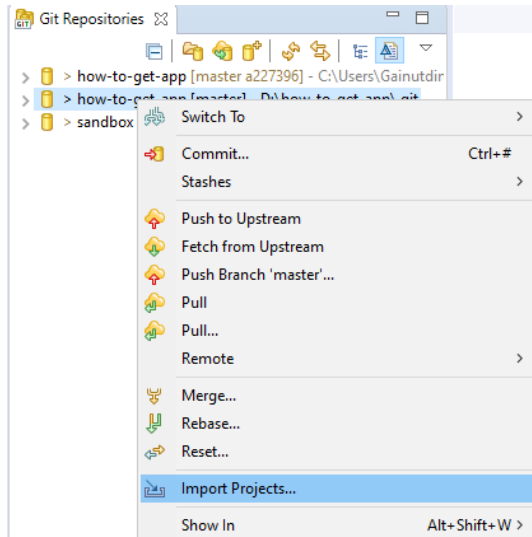 Git Repositories
> how-to-get-app [master a227396] - C:\Users\Gainutdir
> how-to-get-app [master] - D:\how-to-get-app\.git
> sandbox
Switch To
Commit... Ctrl+#
Stashes
Push to Upstream
Fetch from Upstream
Push Branch 'master'...
Pull
Pull...
Remote
Merge...
Rebase...
Reset...
Import Projects...
Show In Alt+Shift+W